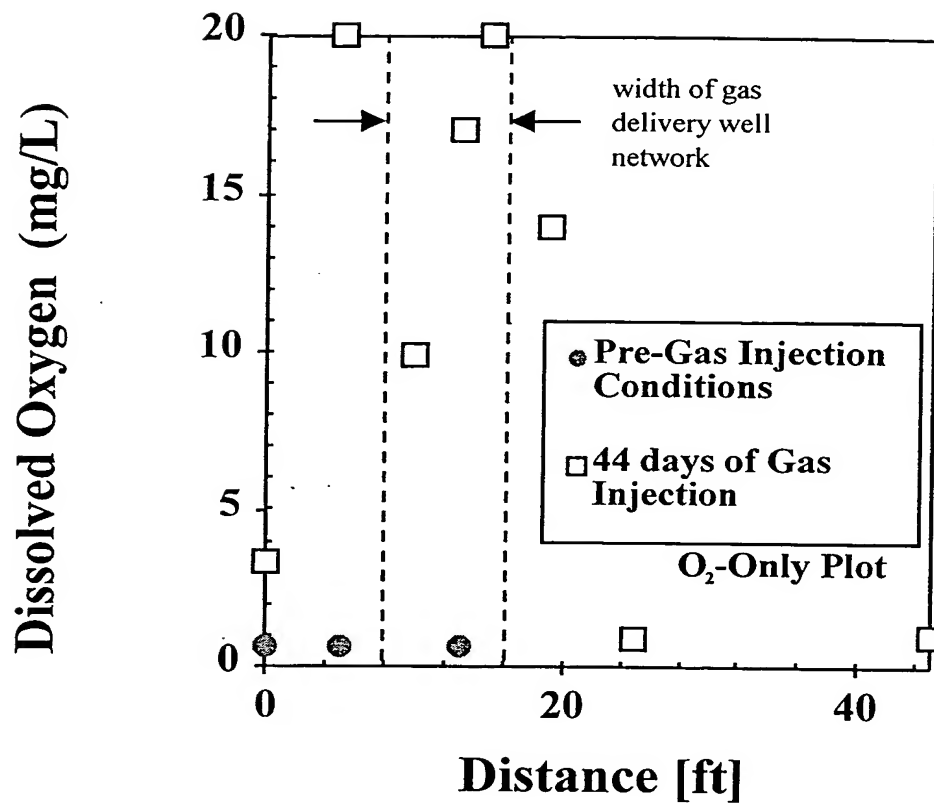 Dissolved Oxygen (mg/L)
20
15
10
5
0
width of gas
delivery well
network
Pre-Gas Injection
Conditions
44 days of Gas
Injection
O₂-Only Plot
0
20
40
Distance [ft]